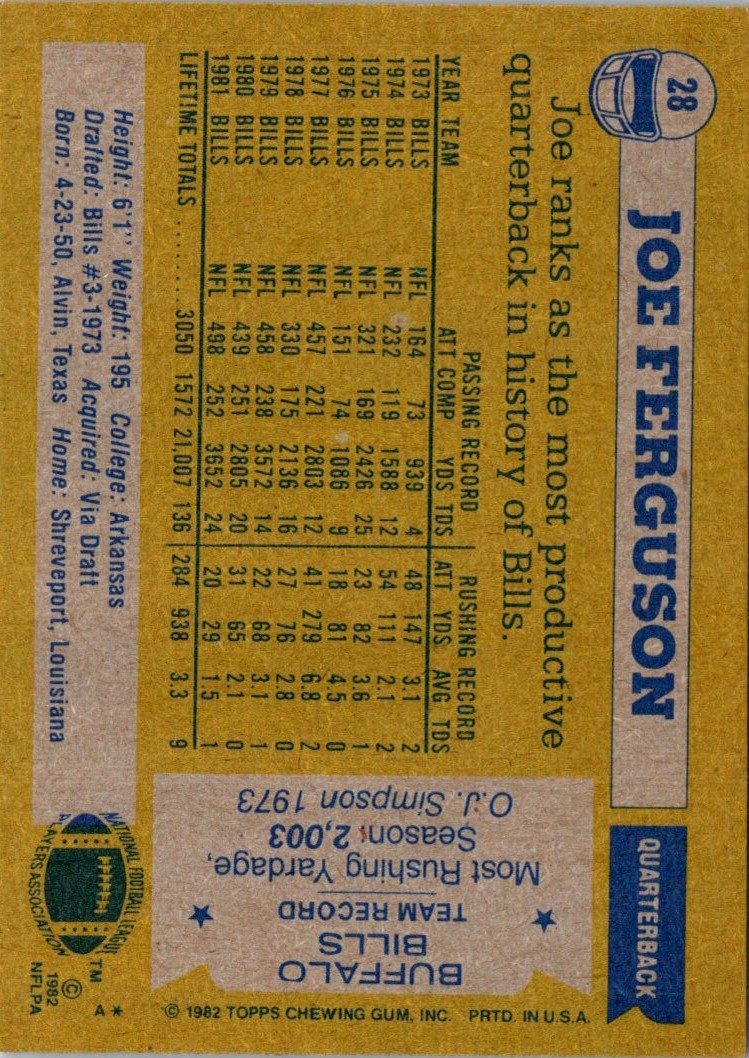 28
JOE FERGUSON
QUARTERBACK
Joe ranks as the most productive
quarterback in history of Bills.
PASSING RECORD RUSHING RECORD
YEAR TEAM ATT COMP YDS TDS ATT YDS AVG TDS
1973 BILLS NFL 164 73 939 4 48 147 3.1 2
1974 BILLS NFL 232 119 1588 12 54 111 2.1 2
1975 BILLS NFL 321 169 2426 25 23 82 3.6 1
1976 BILLS NFL 151 74 1086 9 18 81 4.5 0
1977 BILLS NFL 457 221 2803 12 41 279 6.8 2
1978 BILLS NFL 330 175 2136 16 27 76 2.8 0
1979 BILLS NFL 458 238 3572 14 22 68 3.1 1
1980 BILLS NFL 439 251 2805 20 31 65 2.1 0
1981 BILLS NFL 498 252 3652 24 20 29 1.5 1
LIFETIME TOTALS ........ 3050 1572 21,007 136 284 938 3.3 9
Height: 6'1" Weight: 195 College: Arkansas
Drafted: Bills #3-1973 Acquired: Via Draft
Born: 4-23-50, Alvin, Texas Home: Shreveport, Louisiana
BUFFALO
BILLS
TEAM RECORD
Most Rushing Yardage,
Season: 2,003
O.J. Simpson 1973
NATIONAL FOOTBALL LEAGUE
PLAYERS ASSOCIATION
TM
© 1982
NFLPA
A*
© 1982 TOPPS CHEWING GUM, INC. PRTD. IN U.S.A.